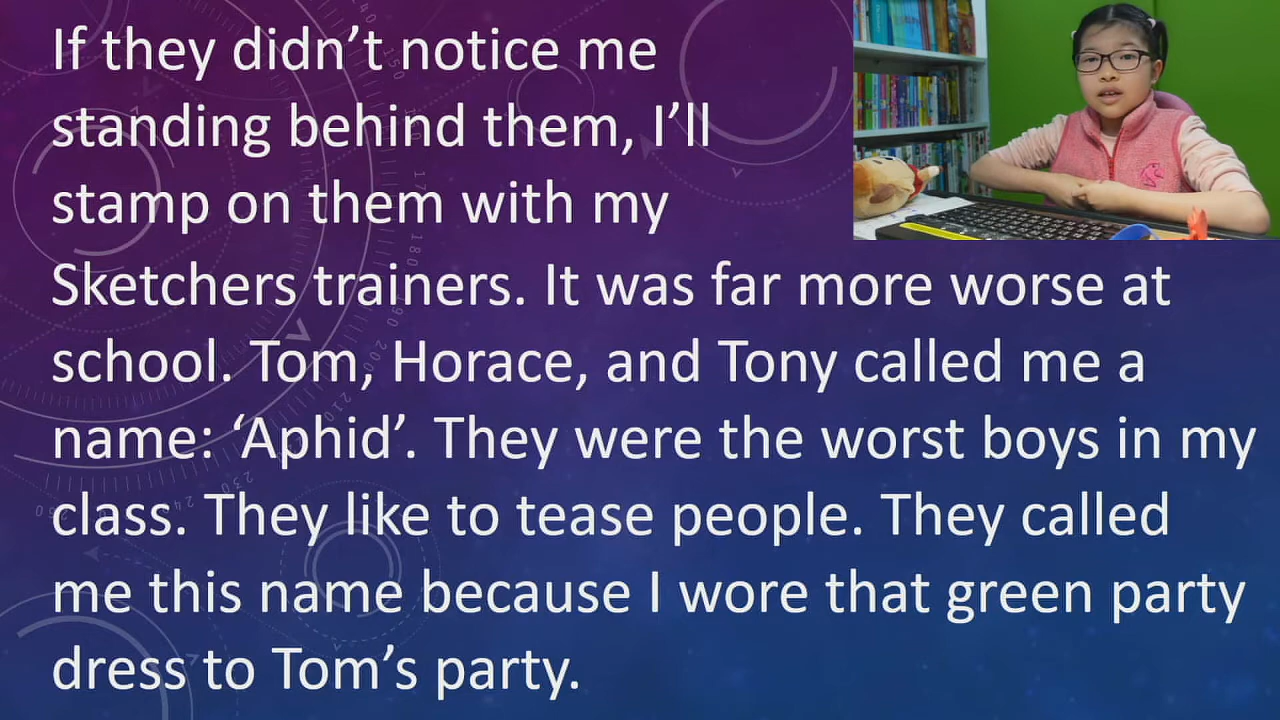 If they didn’t notice me
standing behind them, I’ll
stamp on them with my
Sketchers trainers. It was far more worse at
school. Tom, Horace, and Tony called me a
name: ‘Aphid’. They were the worst boys in my
class. They like to tease people. They called
me this name because I wore that green party
dress to Tom’s party.